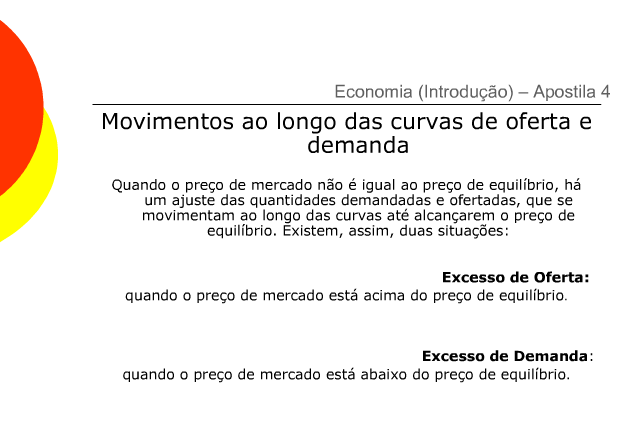 Economia (Introdução) – Apostila 4
Movimentos ao longo das curvas de oferta e
demanda
Quando o preço de mercado não é igual ao preço de equilíbrio, há
um ajuste das quantidades demandadas e ofertadas, que se
movimentam ao longo das curvas até alcançarem o preço de
equilíbrio. Existem, assim, duas situações:
Excesso de Oferta:
quando o preço de mercado está acima do preço de equilíbrio.
Excesso de Demanda:
quando o preço de mercado está abaixo do preço de equilíbrio.